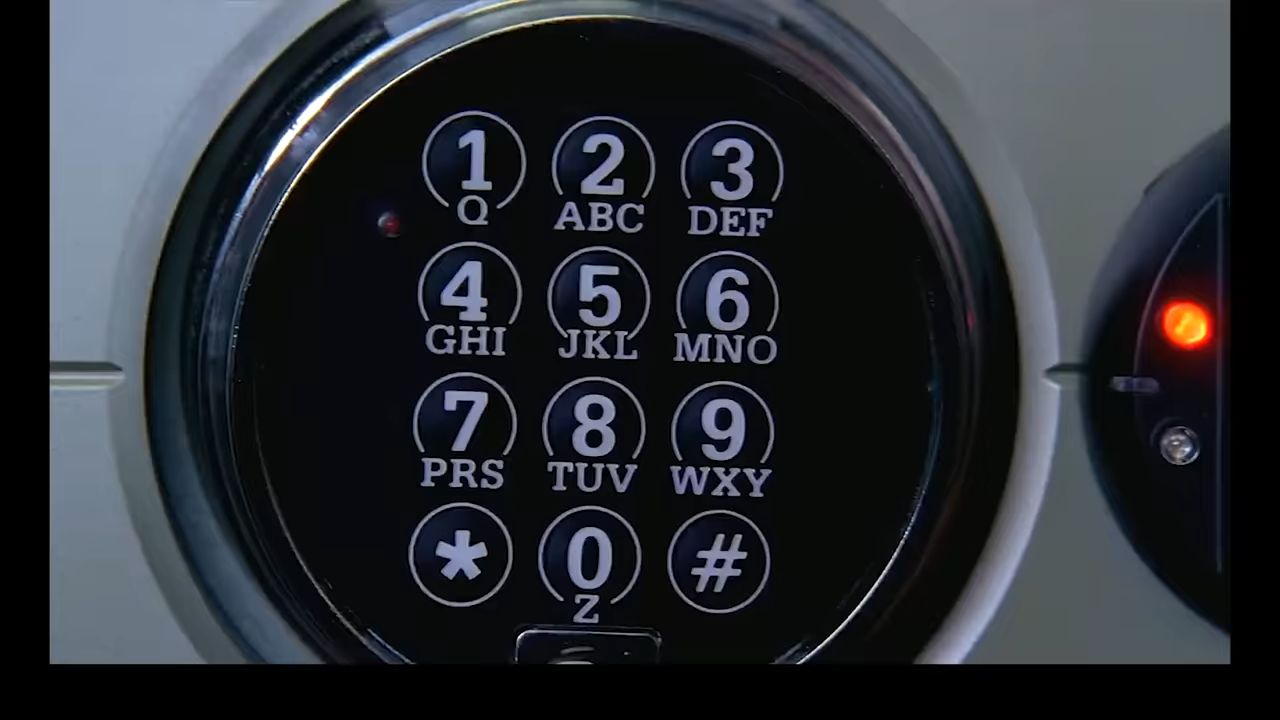 1 2 3
Q ABC DEF
4 5 6
GHI JKL MNO
7 8 9
PRS TUV WXY
* 0 #
Z